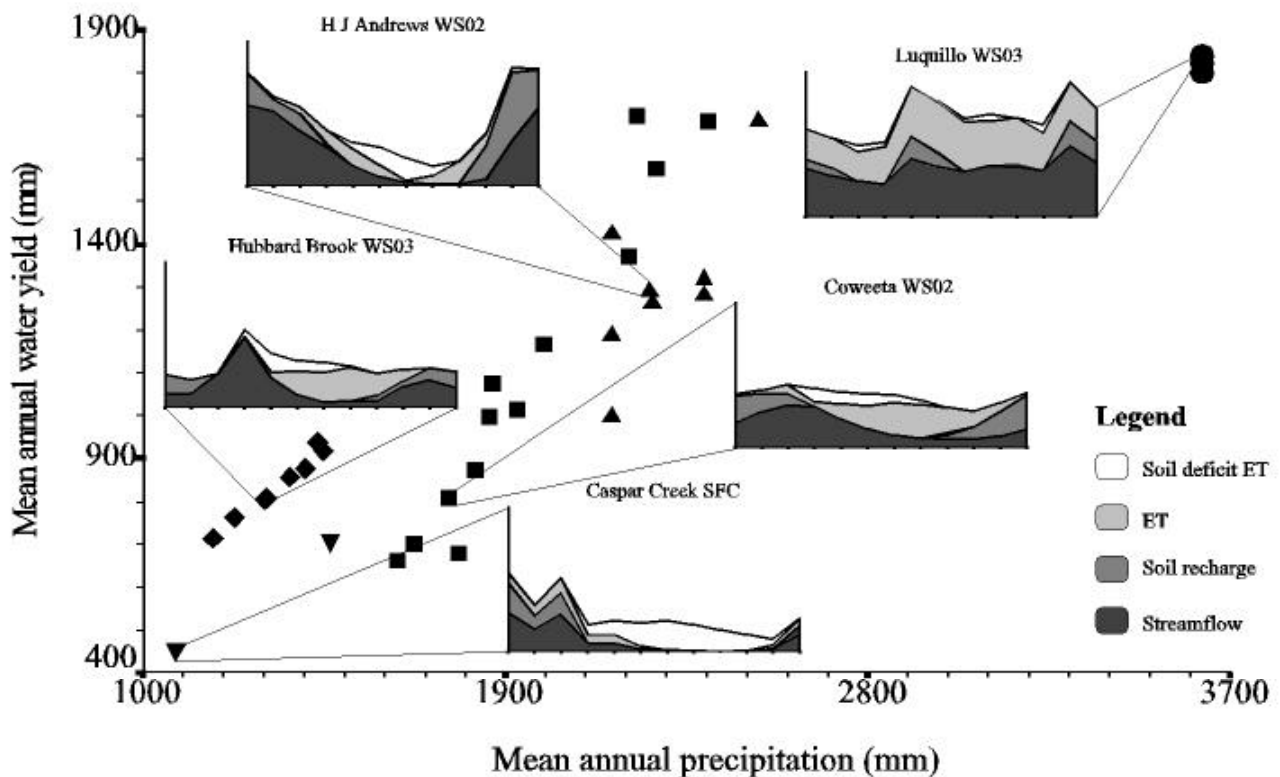 1900
H J Andrews WS02
Luquillo WS03
1400
Hubbard Brook WS03
Coweeta WS02
Mean annual water yield (mm)
900
Legend
Soil deficit ET
Caspar Creek SFC
ET
Soil recharge
Streamflow
400
1000
1900
2800
3700
Mean annual precipitation (mm)